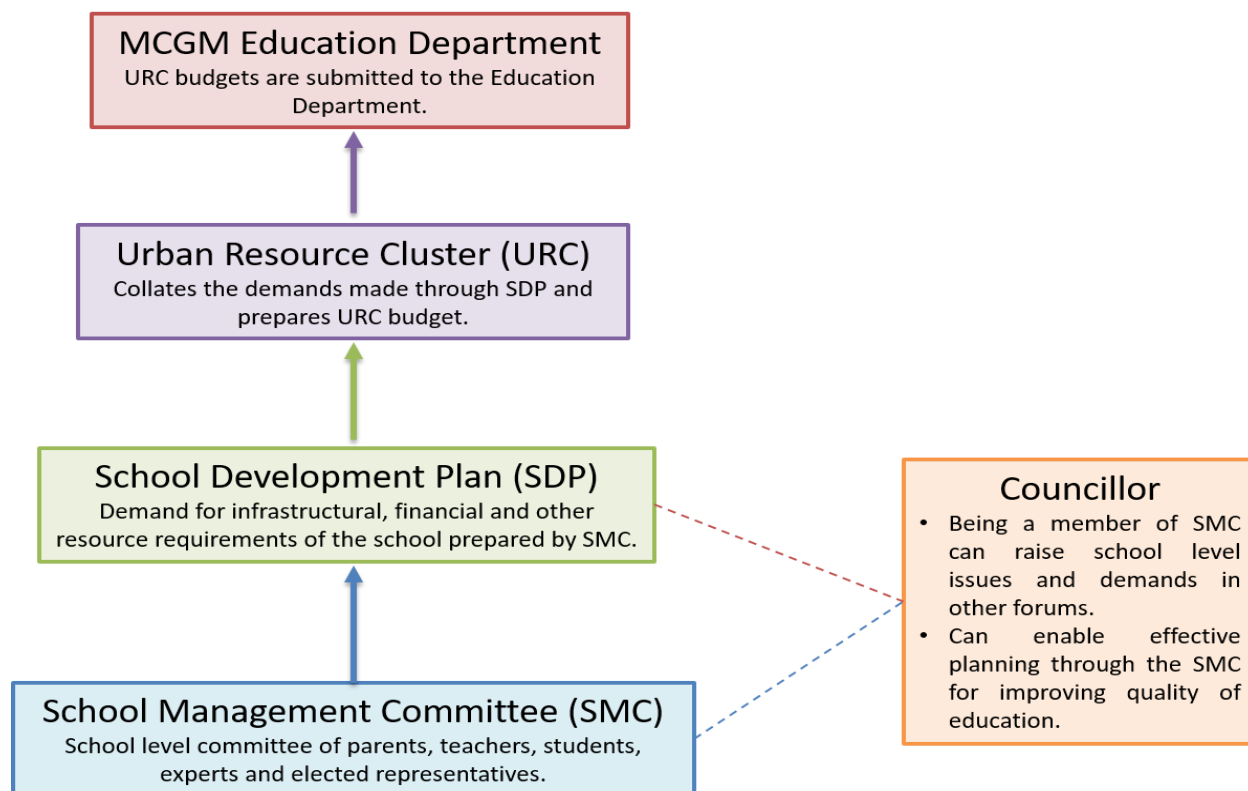 MCGM Education Department
URC budgets are submitted to the Education
Department.
Urban Resource Cluster (URC)
Collates the demands made through SDP and
prepares URC budget.
School Development Plan (SDP)
Demand for infrastructural, financial and other
resource requirements of the school prepared by SMC.
School Management Committee (SMC)
School level committee of parents, teachers, students,
experts and elected representatives.
Councillor
• Being a member of SMC
can raise school level
issues and demands in
other forums.
• Can enable effective
planning through the SMC
for improving quality of
education.